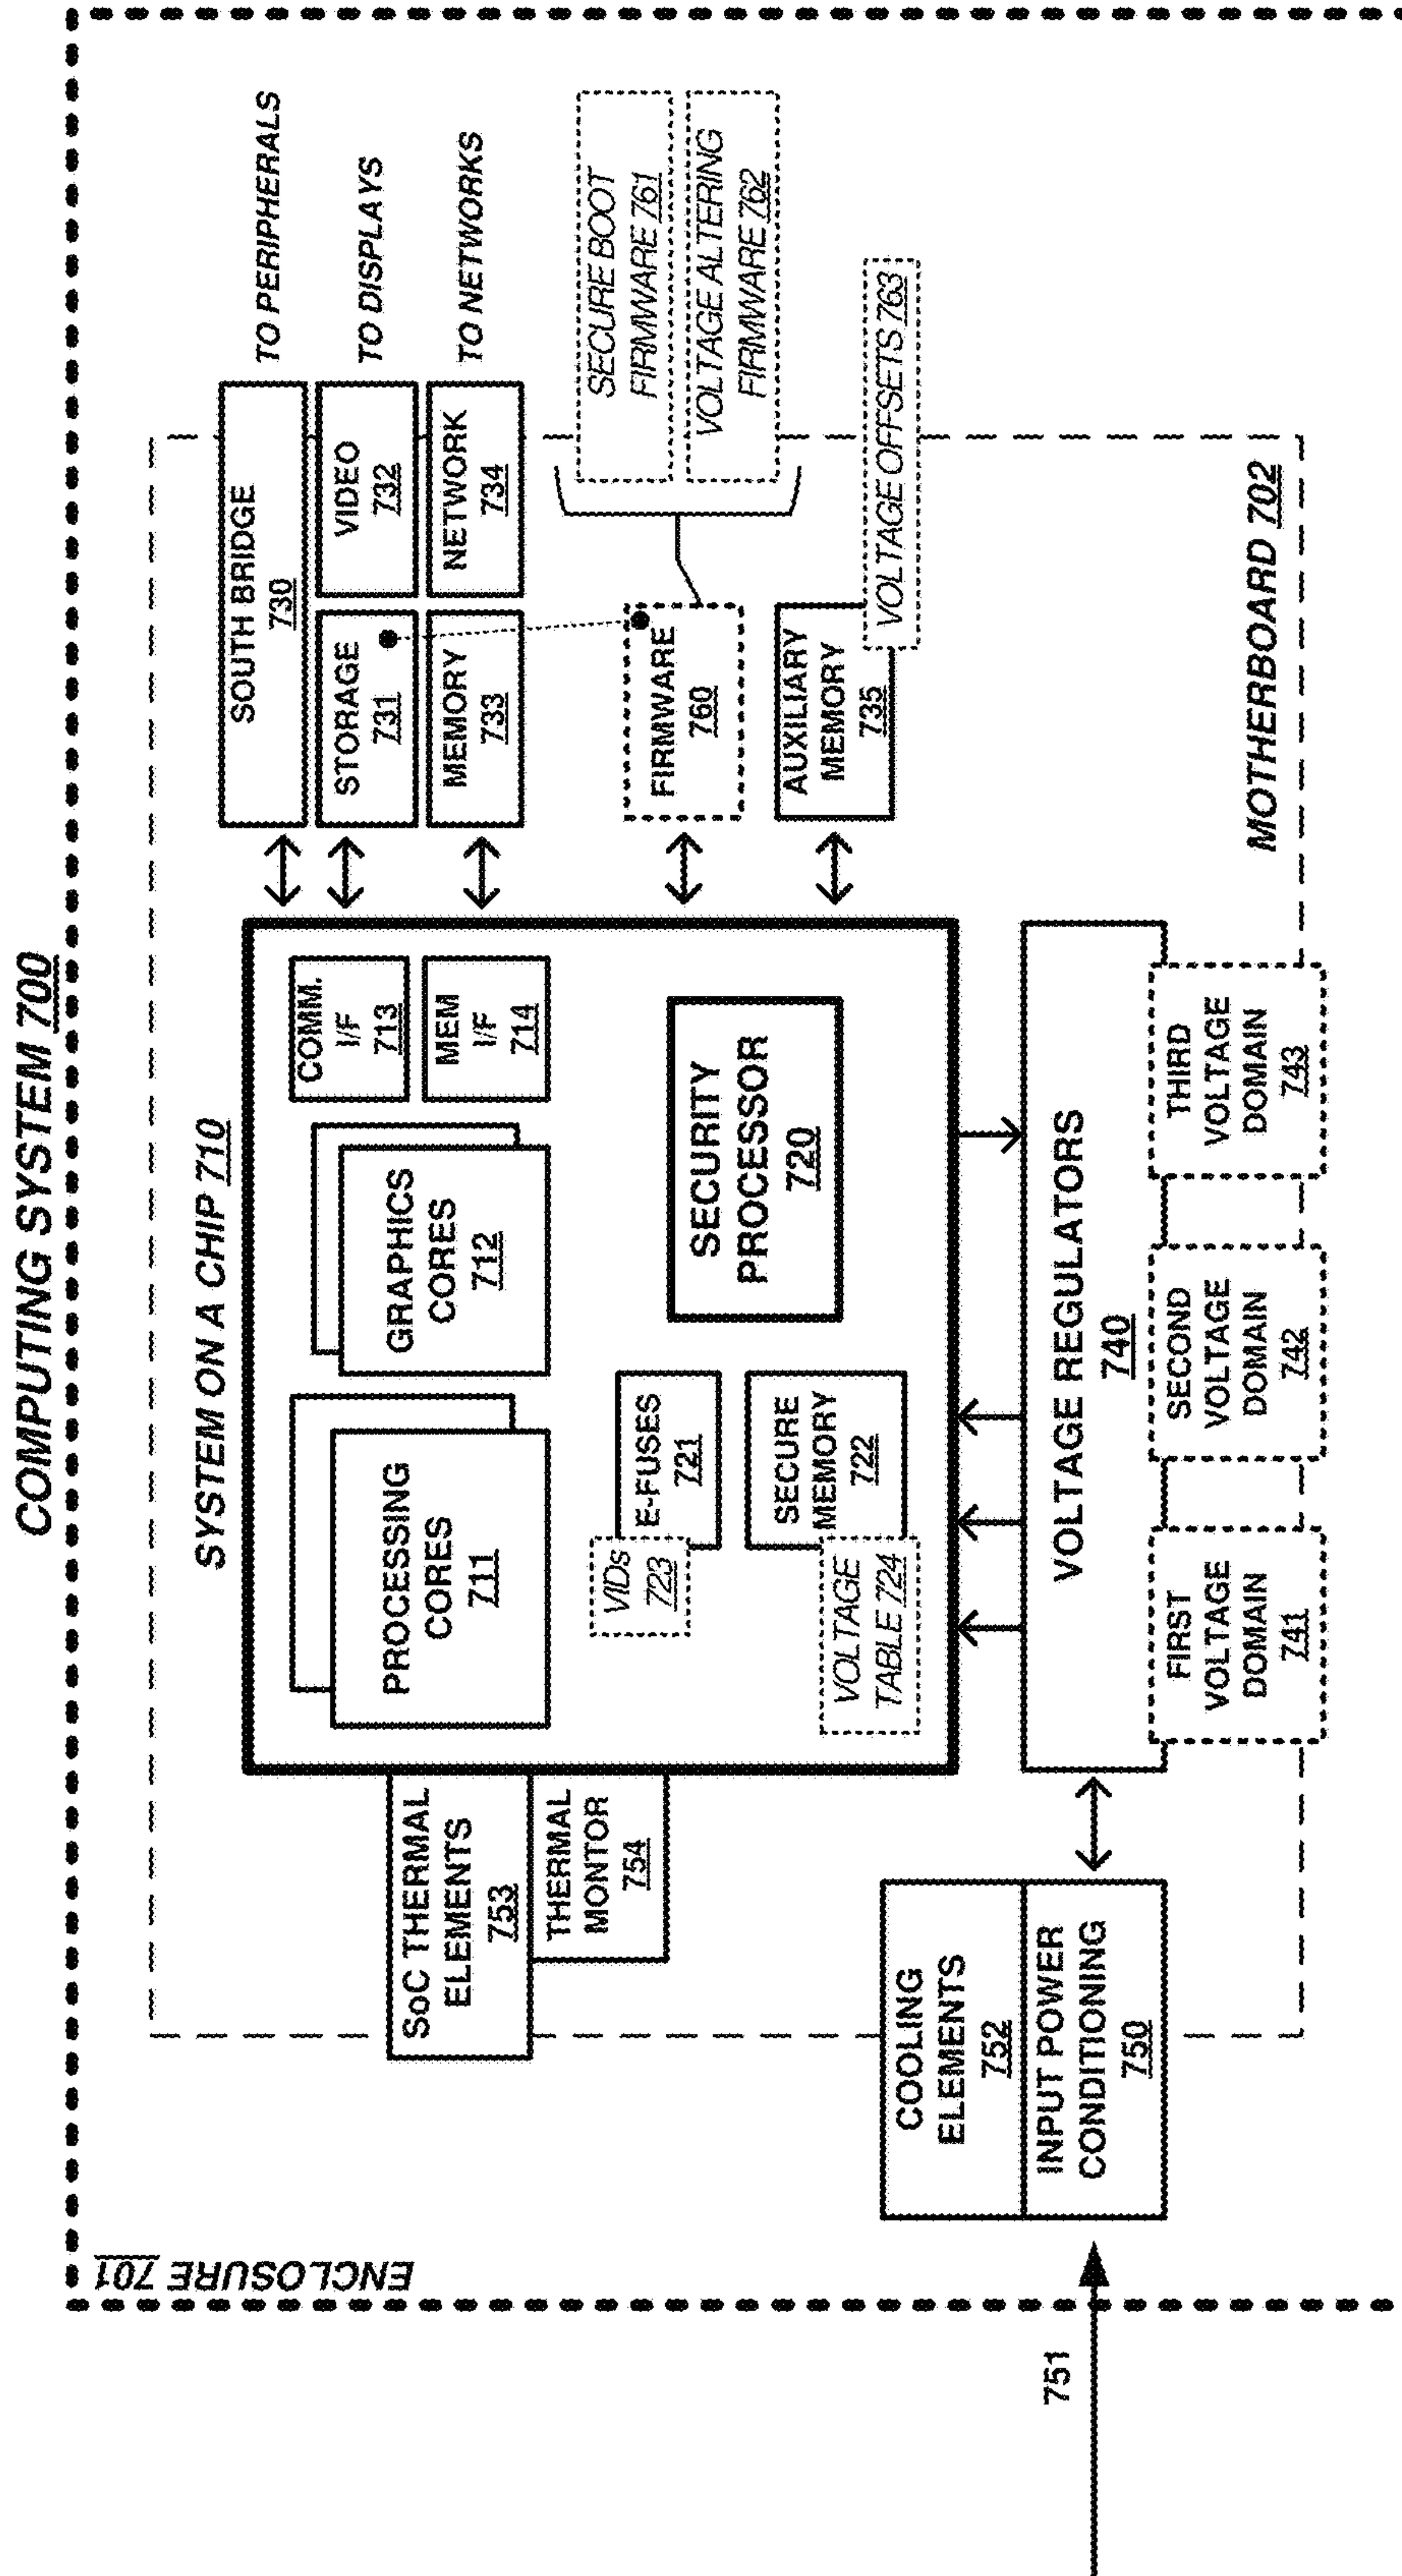 COMPUTING SYSTEM 700
ENCLOSURE 701
SYSTEM ON A CHIP 710
PROCESSING
CORES
711
GRAPHICS
CORES
712
COMM.
I/F
713
MEM
I/F
714
E-FUSES
721
VIDs
723
SECURE
MEMORY
722
VOLTAGE
TABLE 724
SECURITY
PROCESSOR
720
SoC THERMAL
ELEMENTS
753
THERMAL
MONTOR
754
SOUTH BRIDGE
730
STORAGE
731
VIDEO
732
MEMORY
733
NETWORK
734
TO PERIPHERALS
TO DISPLAYS
TO NETWORKS
FIRMWARE
760
SECURE BOOT
FIRMWARE 761
VOLTAGE ALTERING
FIRMWARE 762
AUXILIARY
MEMORY
735
VOLTAGE OFFSETS 763
COOLING
ELEMENTS
752
INPUT POWER
CONDITIONING
750
751
VOLTAGE REGULATORS
740
FIRST
VOLTAGE
DOMAIN
741
SECOND
VOLTAGE
DOMAIN
742
THIRD
VOLTAGE
DOMAIN
743
MOTHERBOARD 702